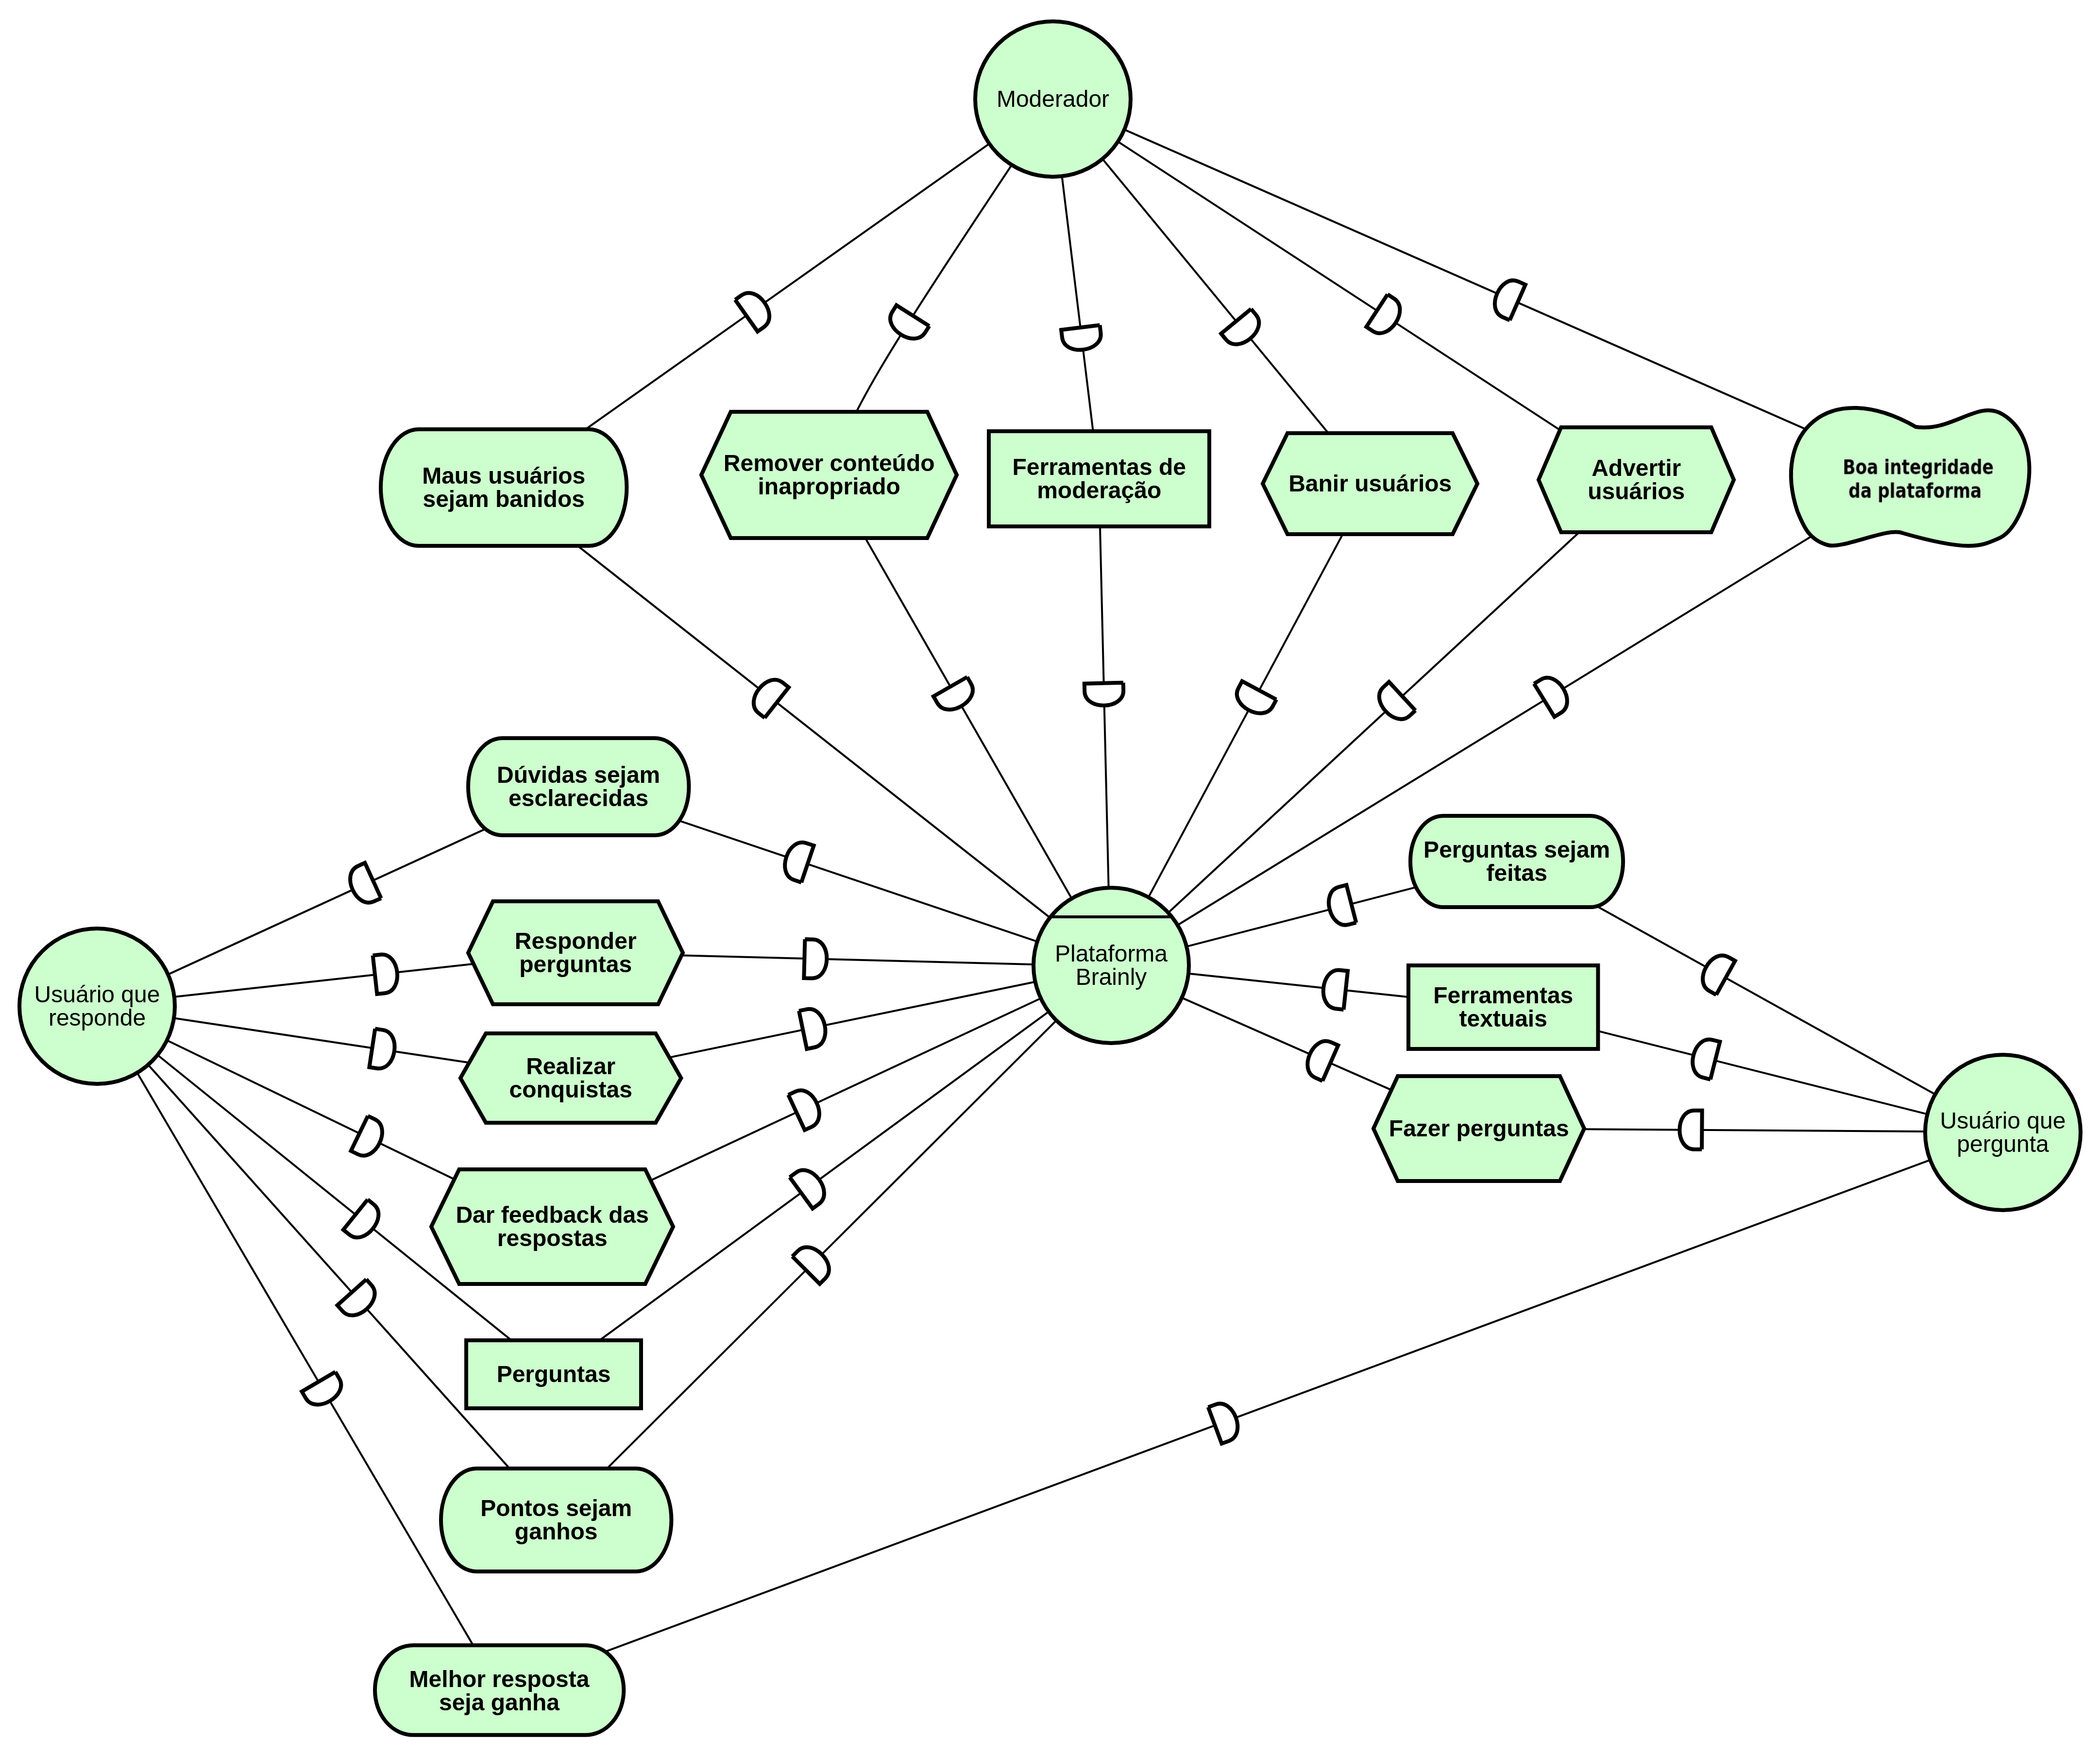 Moderador
Maus usuários
sejam banidos
Remover conteúdo
inapropriado
Ferramentas de
moderação
Banir usuários
Advertir
usuários
Boa integridade
da plataforma
Dúvidas sejam
esclarecidas
Perguntas sejam
feitas
Responder
perguntas
Plataforma
Brainly
Usuário que
responde
Ferramentas
textuais
Realizar
conquistas
Fazer perguntas
Usuário que
pergunta
Dar feedback das
respostas
Perguntas
Pontos sejam
ganhos
Melhor resposta
seja ganha